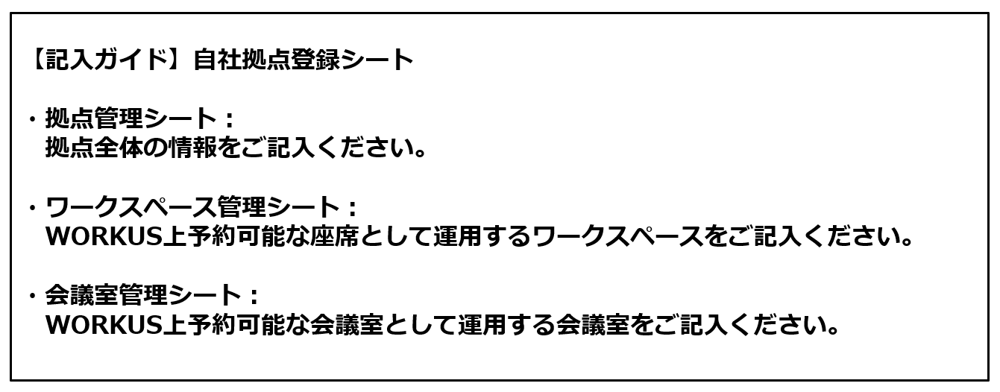 【記入ガイド】自社拠点登録シート
・拠点管理シート：
拠点全体の情報をご記入ください。
・ワークスペース管理シート：
WORKUS上予約可能な座席として運用するワークスペースをご記入ください。
・会議室管理シート：
WORKUS上予約可能な会議室として運用する会議室をご記入ください。